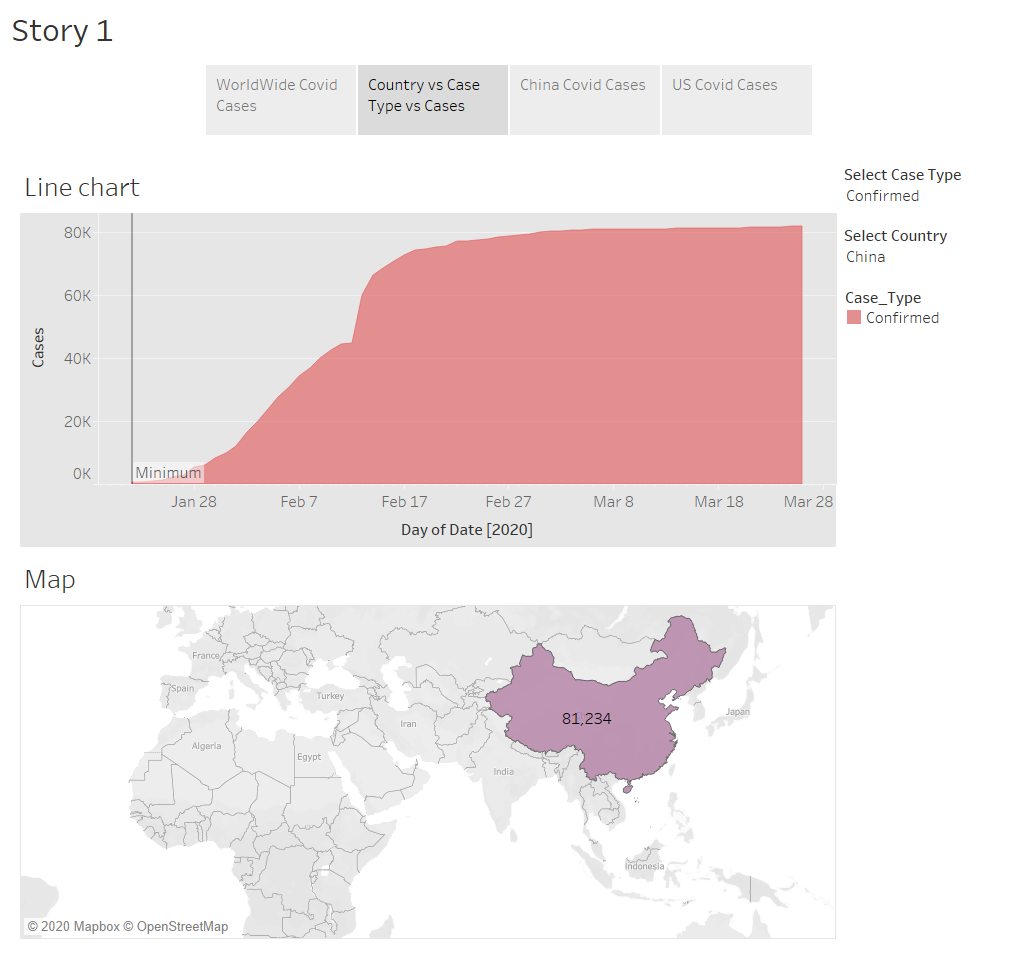 Story 1
WorldWide Covid
Cases
Country vs Case
Type vs Cases
China Covid Cases
US Covid Cases
Line chart
Select Case Type
Confirmed
Select Country
China
Case_Type
Confirmed
Cases
80K
60K
40K
20K
0K
Minimum
Jan 28
Feb 7
Feb 17
Feb 27
Mar 8
Mar 18
Mar 28
Day of Date [2020]
Map
France
Spain
Turkey
Iran
Algeria
Egypt
India
81,234
Japan
Indonesia
© 2020 Mapbox © OpenStreetMap